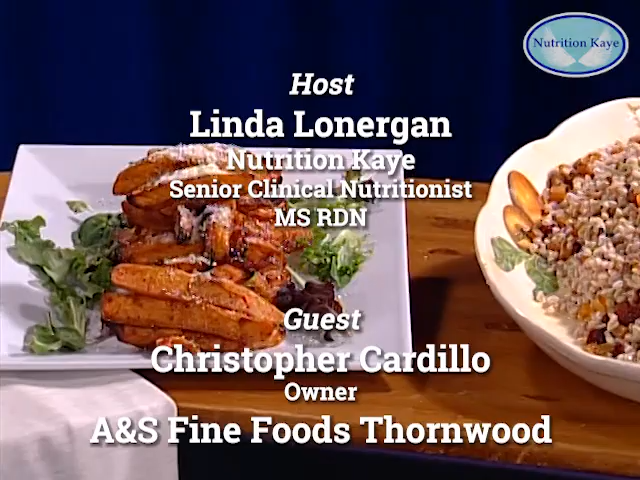 Nutrition Kaye
Host
Linda Lonergan
Nutrition Kaye
Senior Clinical Nutritionist
MS RDN
Guest
Christopher Cardillo
Owner
A&S Fine Foods Thornwood